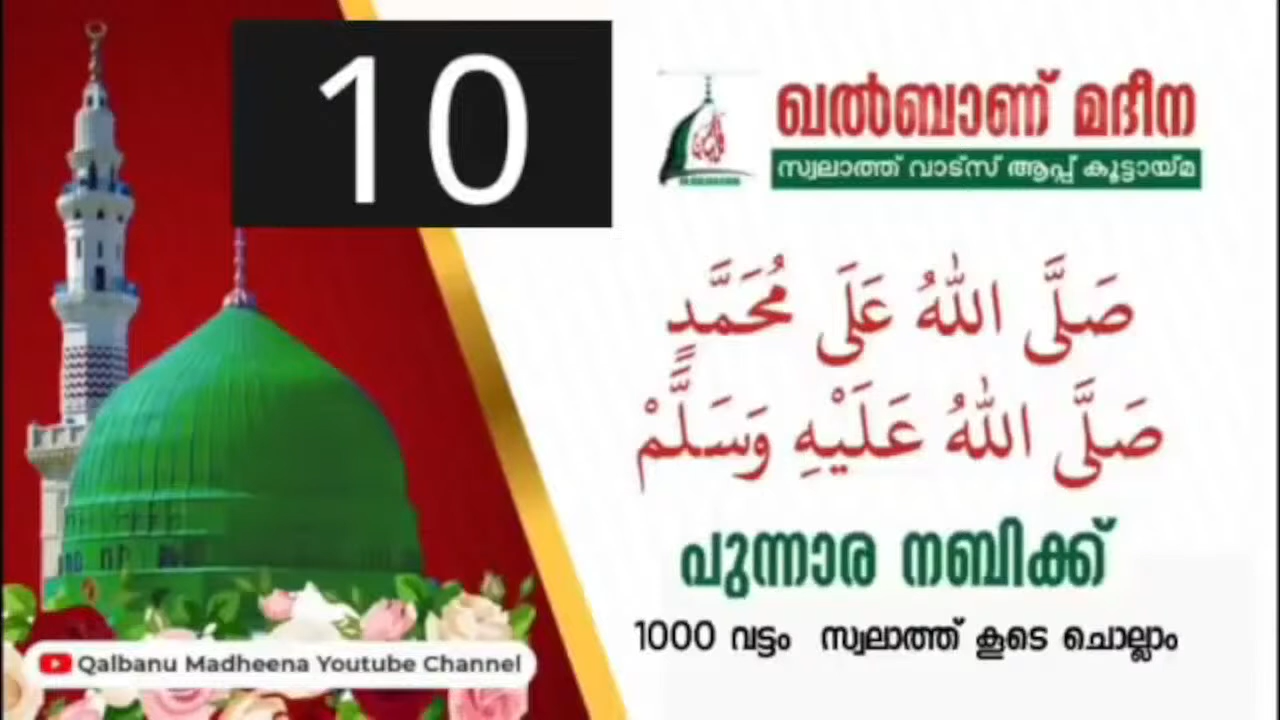 10
ഖൽബാണ് മദീന
സ്വലാത്ത് വാട്സ് ആപ്പ് കൂട്ടായ്മ
صَلَّى اللهُ عَلَى مُحَمَّدٍ
صَلَّى اللهُ عَلَيْهِ وَسَلَّمْ
പുന്നാര നബിക്ക്
1000 വട്ടം സ്വലാത്ത് കൂടെ ചൊല്ലാം
Qalbanu Madheena Youtube Channel